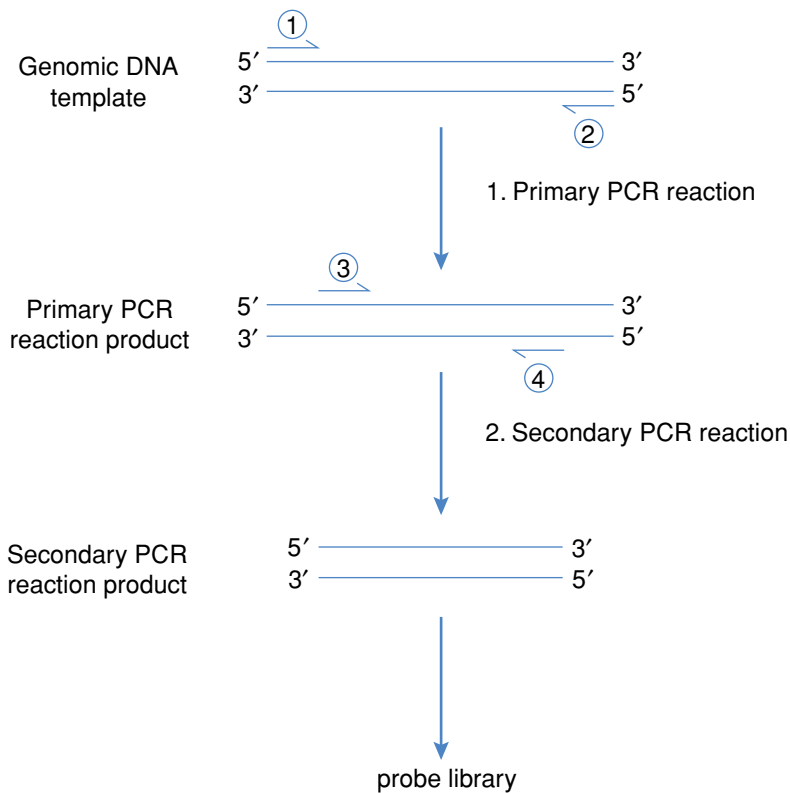 ①
Genomic DNA
template
5′ 3′
3′ 5′
②
1. Primary PCR reaction
③
Primary PCR
reaction product
5′ 3′
3′ 5′
④
2. Secondary PCR reaction
Secondary PCR
reaction product
5′ 3′
3′ 5′
probe library